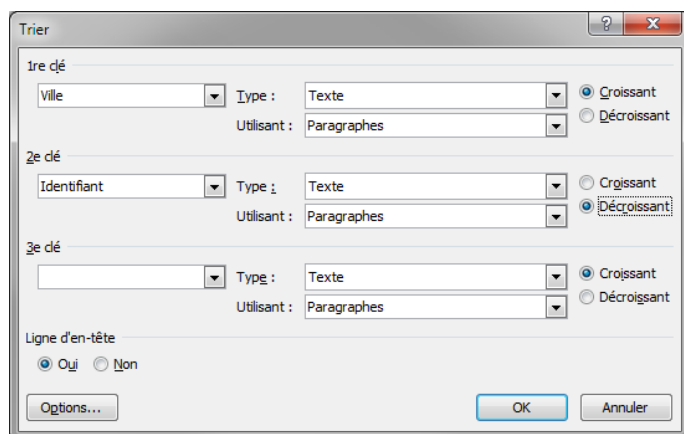 Trier
1re clé
Ville Type : Texte Croissant
Utilisant : Paragraphes Décroissant
2e clé
Identifiant Type : Texte Croissant
Utilisant : Paragraphes Décroissant
3e clé
Type : Texte Croissant
Utilisant : Paragraphes Décroissant
Ligne d'en-tête
Oui Non
Options... OK Annuler